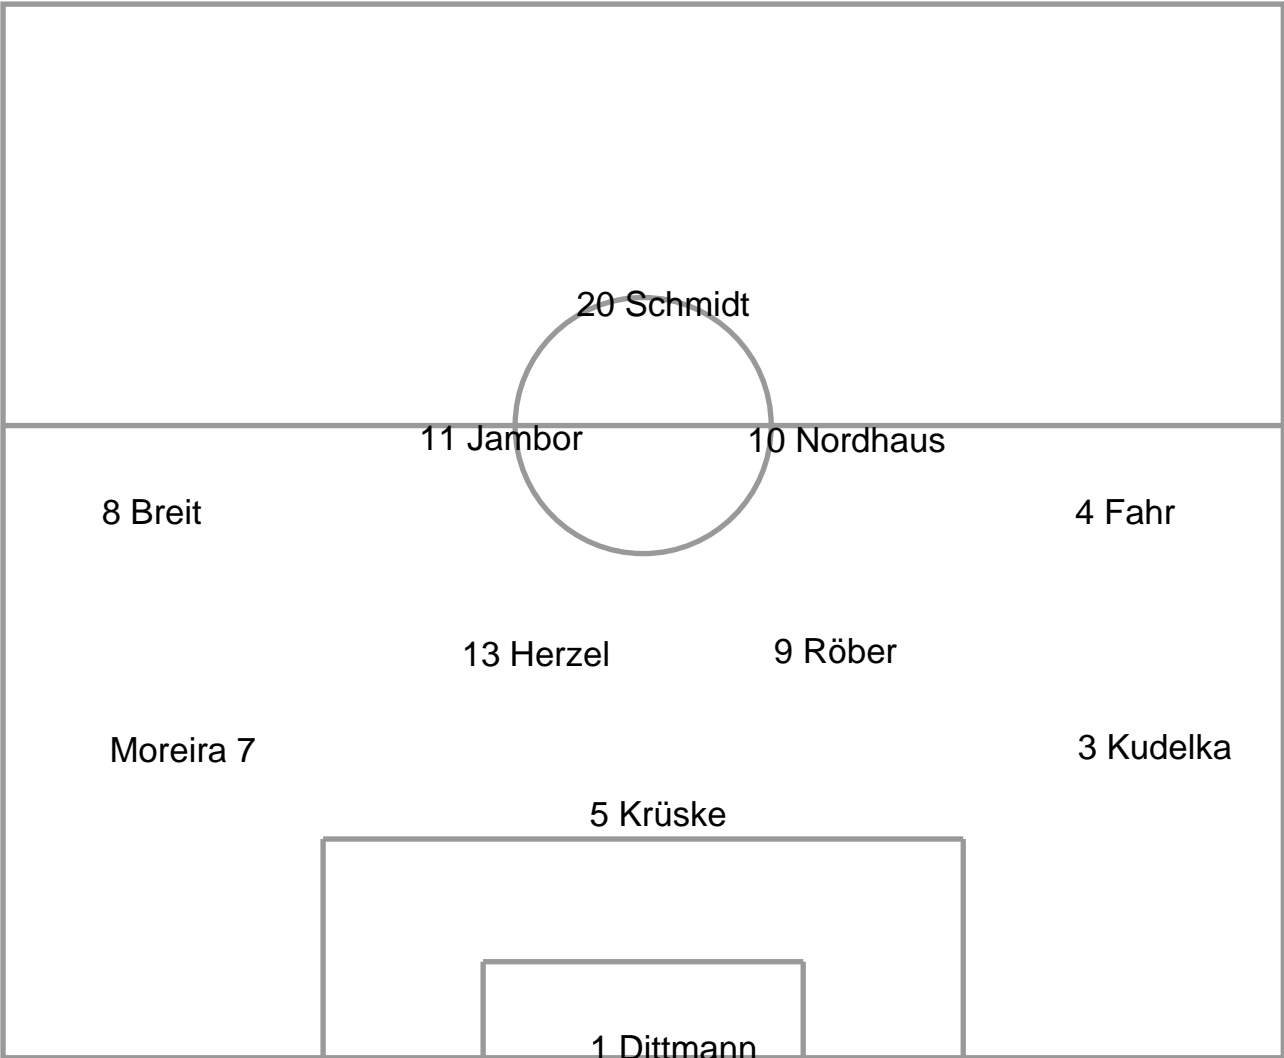 20 Schmidt
11 Jambor
10 Nordhaus
8 Breit
4 Fahr
13 Herzel
9 Röber
Moreira 7
3 Kudelka
5 Krüske
1 Dittmann